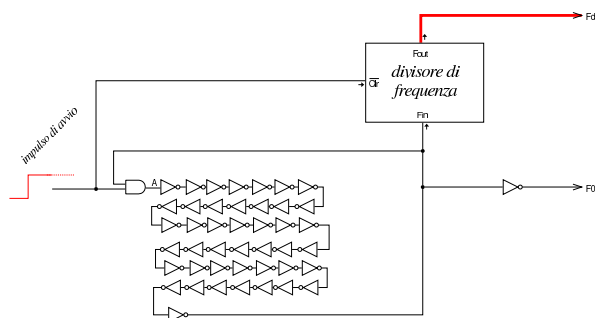 Fd
Fout
divisore di
frequenza
Clr
Fin
impulso di avvio
A
F0